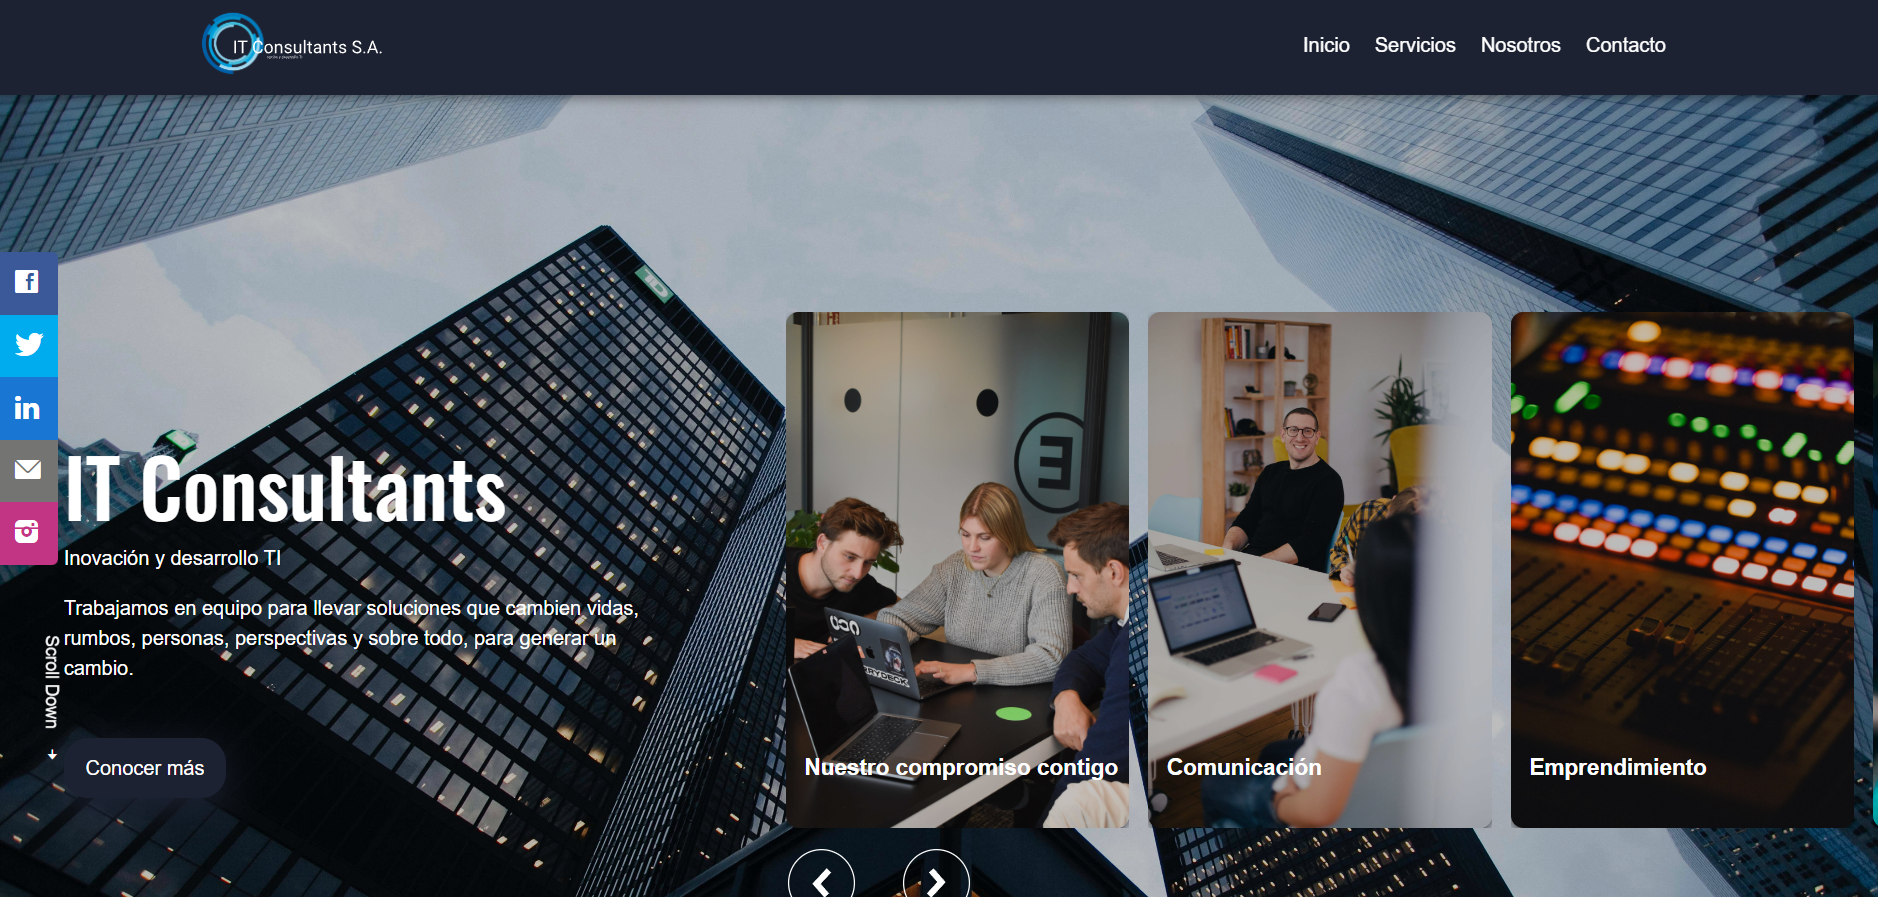 IT Consultants S.A.
Inicio
Servicios
Nosotros
Contacto
IT Consultants
Inovación y desarrollo TI
Trabajamos en equipo para llevar soluciones que cambien vidas,
rumbos, personas, perspectivas y sobre todo, para generar un
cambio.
Scroll Down
Conocer más
Nuestro compromiso contigo
Comunicación
Emprendimiento